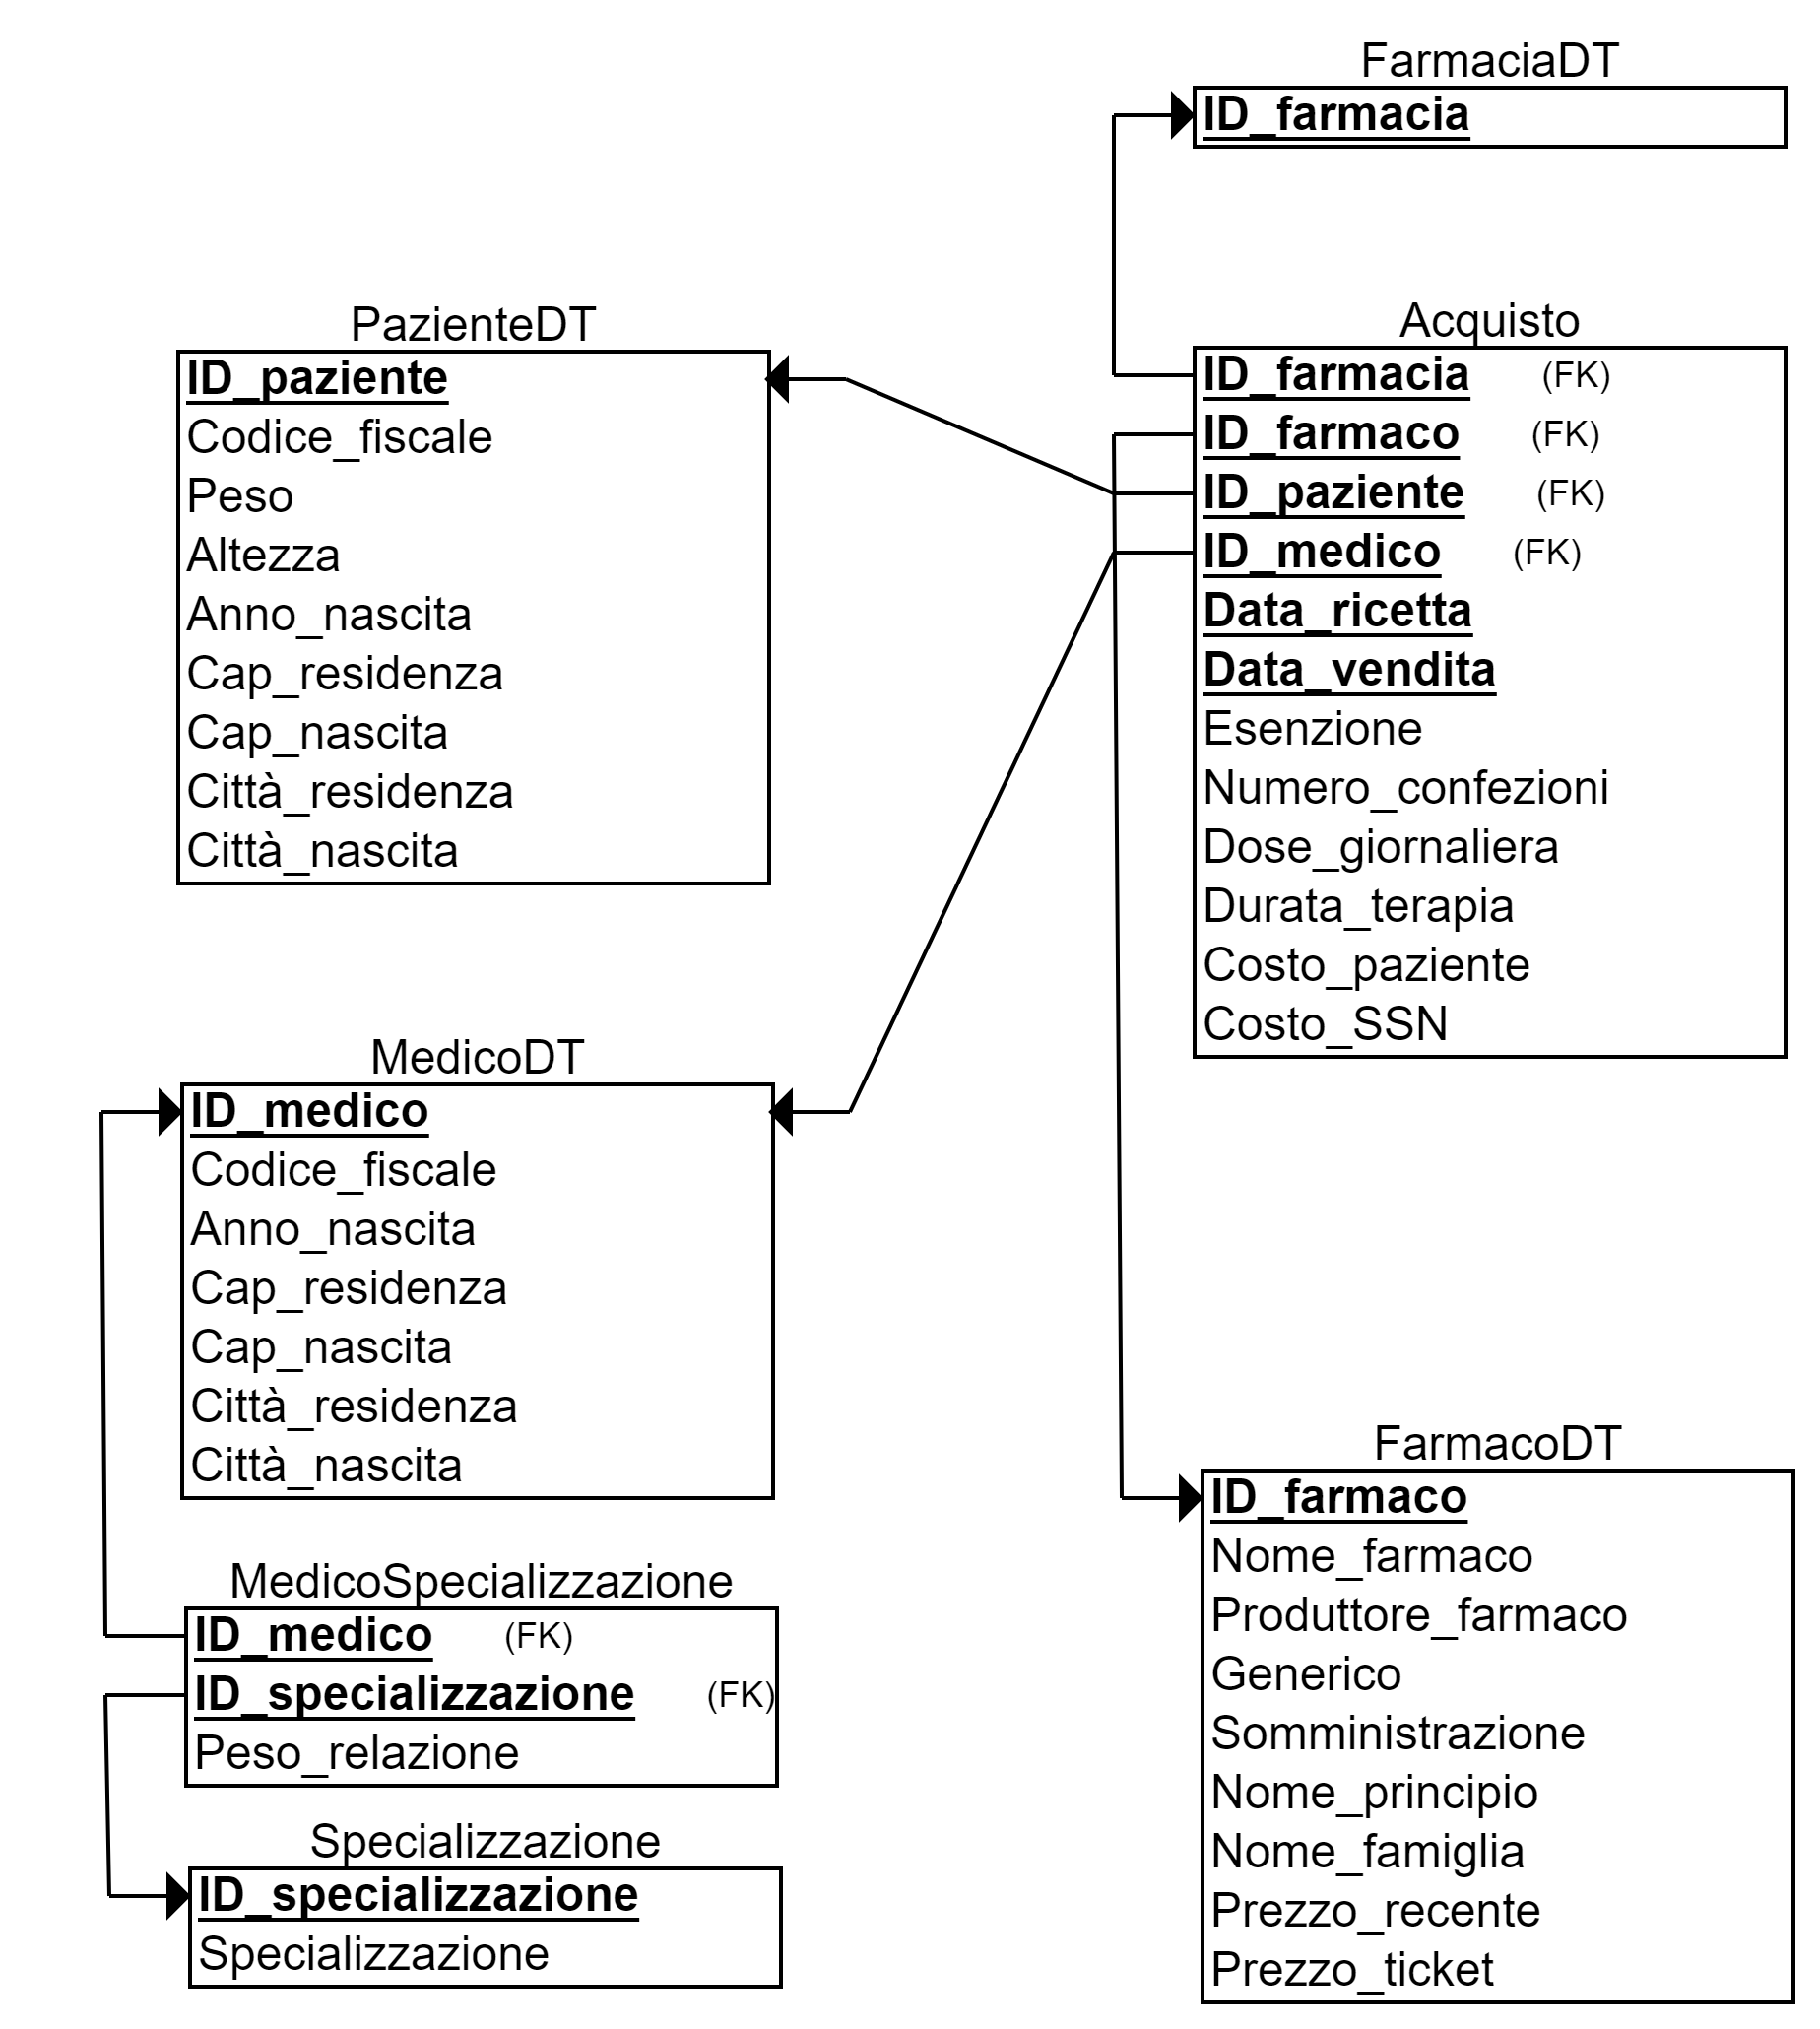 FarmaciaDT
ID_farmacia
PazienteDT
ID_paziente
Codice_fiscale
Peso
Altezza
Anno_nascita
Cap_residenza
Cap_nascita
Città_residenza
Città_nascita
Acquisto
ID_farmacia (FK)
ID_farmaco (FK)
ID_paziente (FK)
ID_medico (FK)
Data_ricetta
Data_vendita
Esenzione
Numero_confezioni
Dose_giornaliera
Durata_terapia
Costo_paziente
Costo_SSN
MedicoDT
ID_medico
Codice_fiscale
Anno_nascita
Cap_residenza
Cap_nascita
Città_residenza
Città_nascita
MedicoSpecializzazione
ID_medico (FK)
ID_specializzazione (FK)
Peso_relazione
Specializzazione
ID_specializzazione
Specializzazione
FarmacoDT
ID_farmaco
Nome_farmaco
Produttore_farmaco
Generico
Somministrazione
Nome_principio
Nome_famiglia
Prezzo_recente
Prezzo_ticket